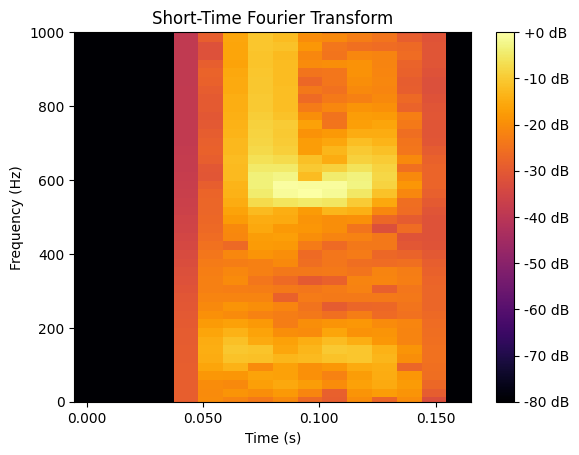 Short-Time Fourier Transform
1000
800
600
400
200
0
Frequency (Hz)
0.000
0.050
0.100
0.150
Time (s)
+0 dB
-10 dB
-20 dB
-30 dB
-40 dB
-50 dB
-60 dB
-70 dB
-80 dB